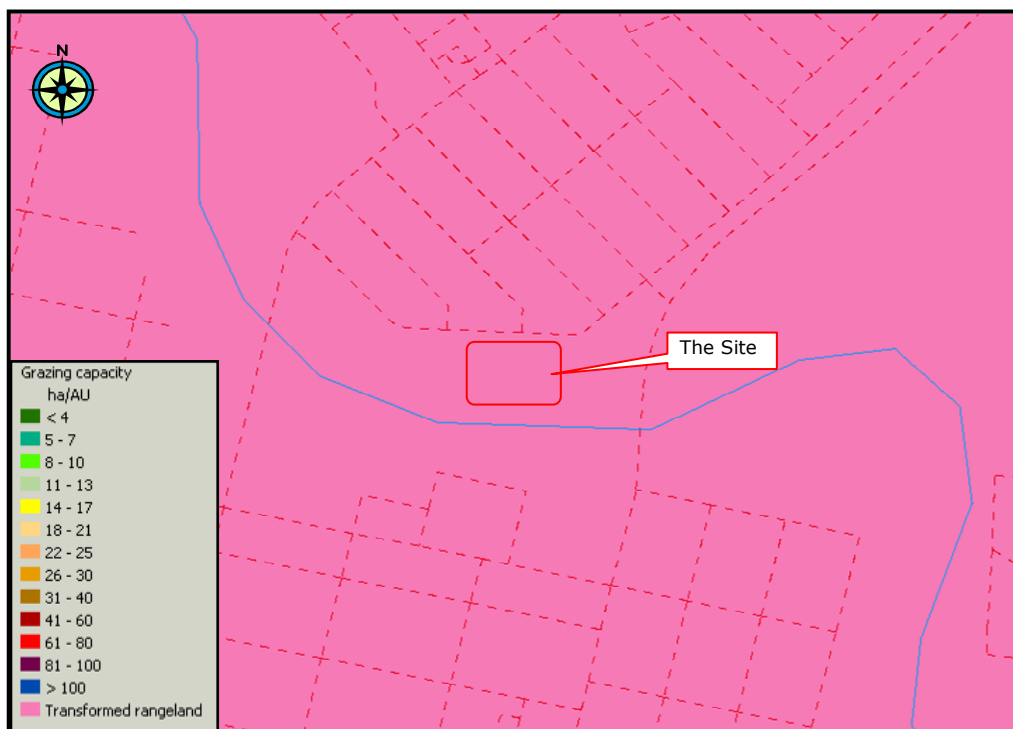 N
The Site
Grazing capacity
ha/AU
< 4
5 - 7
8 - 10
11 - 13
14 - 17
18 - 21
22 - 25
26 - 30
31 - 40
41 - 60
61 - 80
81 - 100
> 100
Transformed rangeland